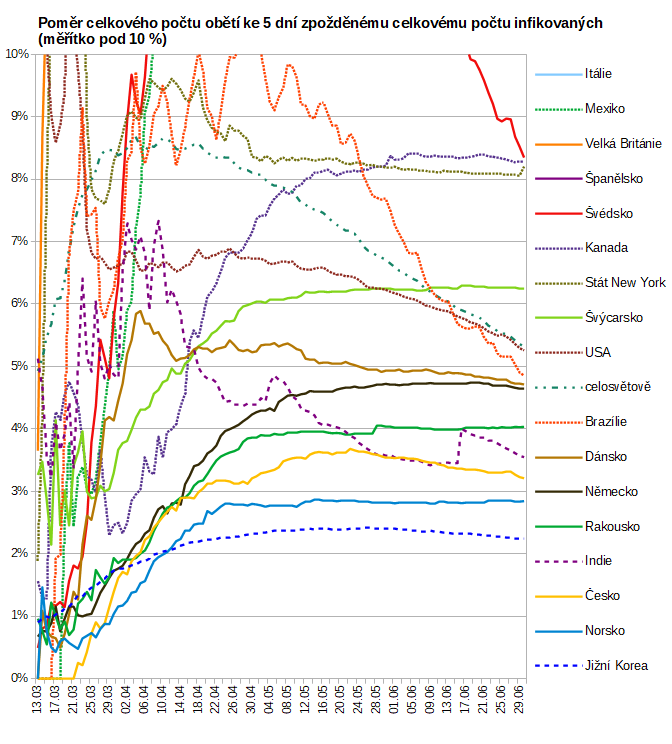 Poměr celkového počtu obětí ke 5 dní zpožděnému celkovému počtu infikovaných
(měřítko pod 10 %)
10%
9%
8%
7%
6%
5%
4%
3%
2%
1%
0%
Itálie
Mexiko
Velká Británie
Španělsko
Švédsko
Kanada
Stát New York
Švýcarsko
USA
celosvětově
Brazílie
Dánsko
Německo
Rakousko
Indie
Česko
Norsko
Jižní Korea
13.03
17.03
21.03
25.03
29.03
02.04
06.04
10.04
14.04
18.04
22.04
26.04
30.04
04.05
08.05
12.05
16.05
20.05
24.05
28.05
01.06
05.06
09.06
13.06
17.06
21.06
25.06
29.06